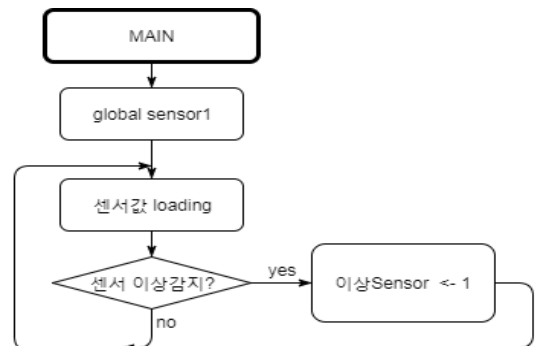 MAIN
global sensor1
센서값 loading
센서 이상감지?
yes
이상Sensor <- 1
no